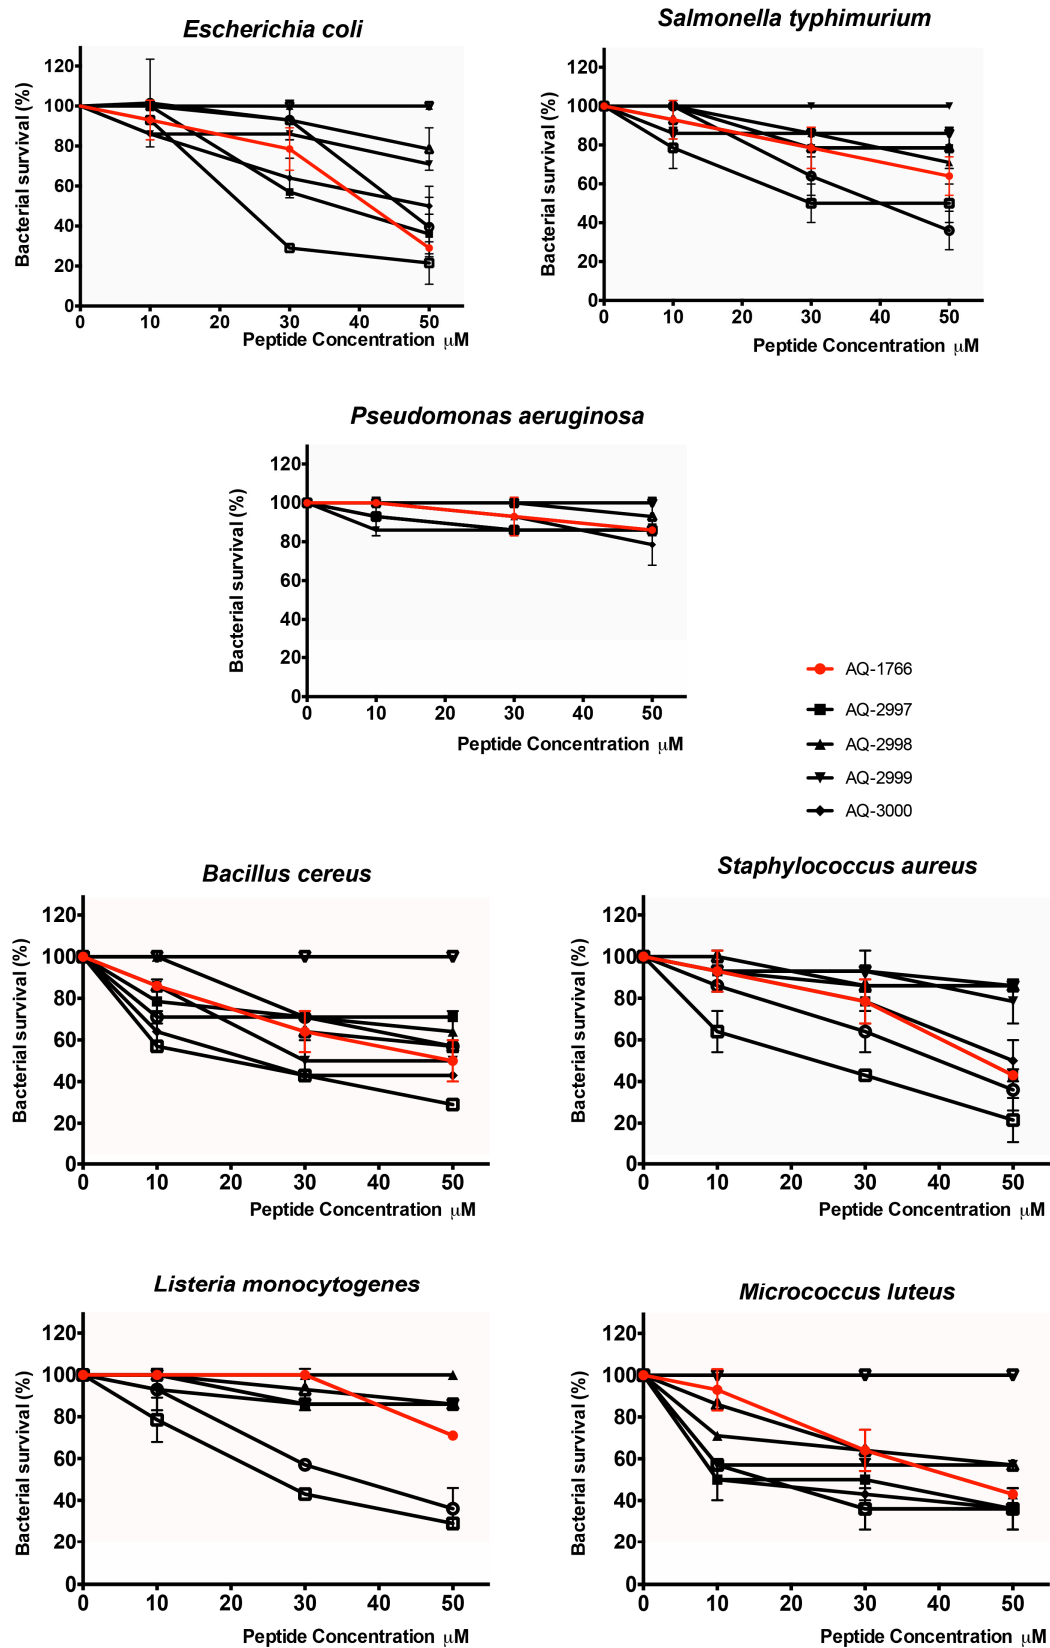 Escherichia coli
Bacterial survival (%)
120
100
80
60
40
20
0
0 10 20 30 40 50
Peptide Concentration μM
Salmonella typhimurium
Bacterial survival (%)
120
100
80
60
40
20
0
0 10 20 30 40 50
Peptide Concentration μM
Pseudomonas aeruginosa
Bacterial survival (%)
120
100
80
60
40
20
0
0 10 20 30 40 50
Peptide Concentration μM
AQ-1766
AQ-2997
AQ-2998
AQ-2999
AQ-3000
Bacillus cereus
Bacterial survival (%)
120
100
80
60
40
20
0
0 10 20 30 40 50
Peptide Concentration μM
Staphylococcus aureus
Bacterial survival (%)
120
100
80
60
40
20
0
0 10 20 30 40 50
Peptide Concentration μM
Listeria monocytogenes
Bacterial survival (%)
120
100
80
60
40
20
0
0 10 20 30 40 50
Peptide Concentration μM
Micrococcus luteus
Bacterial survival (%)
120
100
80
60
40
20
0
0 10 20 30 40 50
Peptide Concentration μM